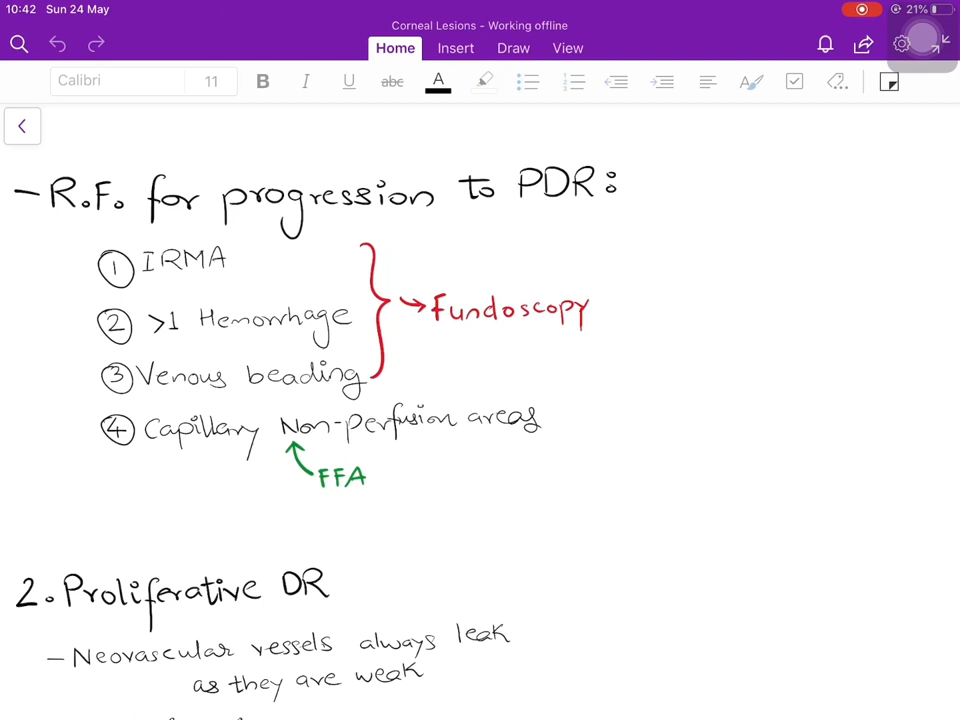 10:42 Sun 24 May
21%
Corneal Lesions - Working offline
Home Insert Draw View
Calibri 11 B I U abc A
- R.F. for progression to PDR:
① IRMA
② >1 Hemorrhage
③ Venous beading
→ Fundoscopy
④ Capillary Non-perfusion areas
FFA
2. Proliferative DR
- Neovascular vessels always leak
as they are weak